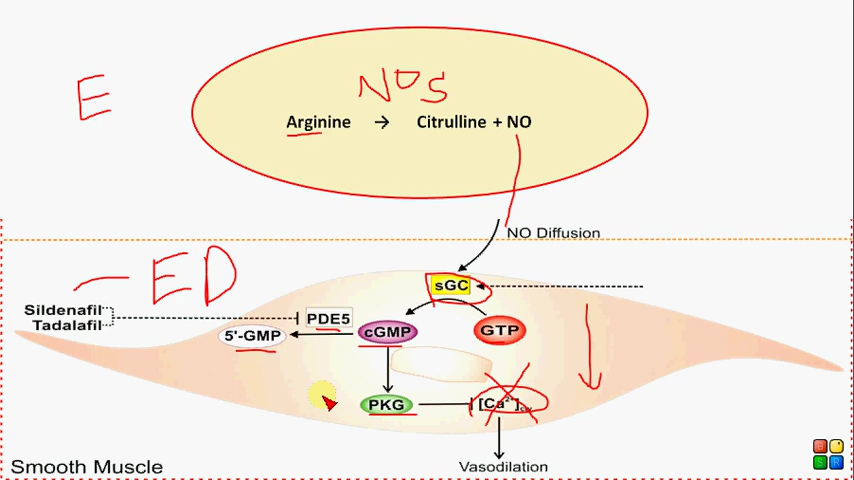 E
NOS
Arginine → Citrulline + NO
NO Diffusion
ED
sGC
Sildenafil
Tadalafil
PDE5
5'-GMP
cGMP
GTP
PKG
Vasodilation
Smooth Muscle